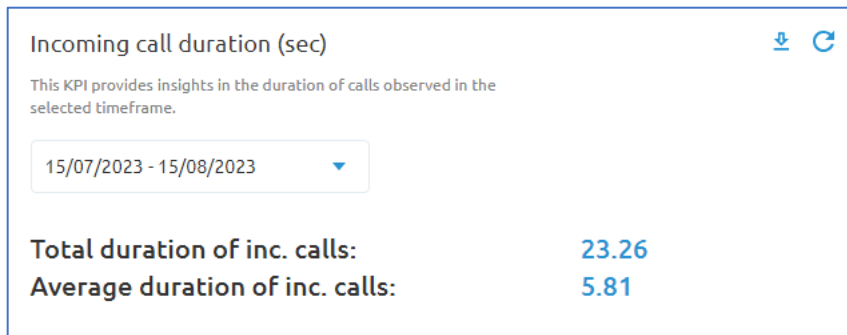 Incoming call duration (sec)
This KPI provides insights in the duration of calls observed in the
selected timeframe.
15/07/2023 - 15/08/2023
Total duration of inc. calls: 23.26
Average duration of inc. calls: 5.81